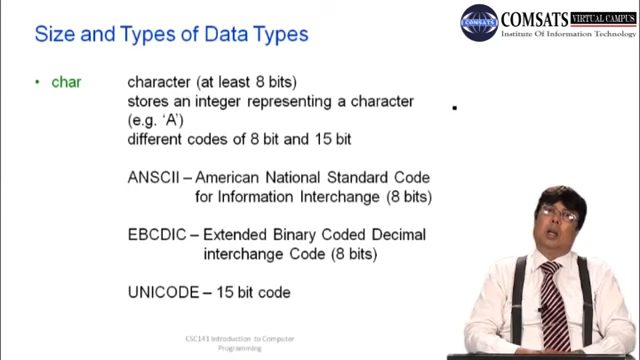 Size and Types of Data Types
COMSATS
COMSATS VIRTUAL CAMPUS
Institute Of Information Technology
• char character (at least 8 bits)
stores an integer representing a character
(e.g. ‘A’)
different codes of 8 bit and 15 bit
ANSCII – American National Standard Code
for Information Interchange (8 bits)
EBCDIC – Extended Binary Coded Decimal
interchange Code (8 bits)
UNICODE – 15 bit code
CSC141 Introduction to Computer
Programming